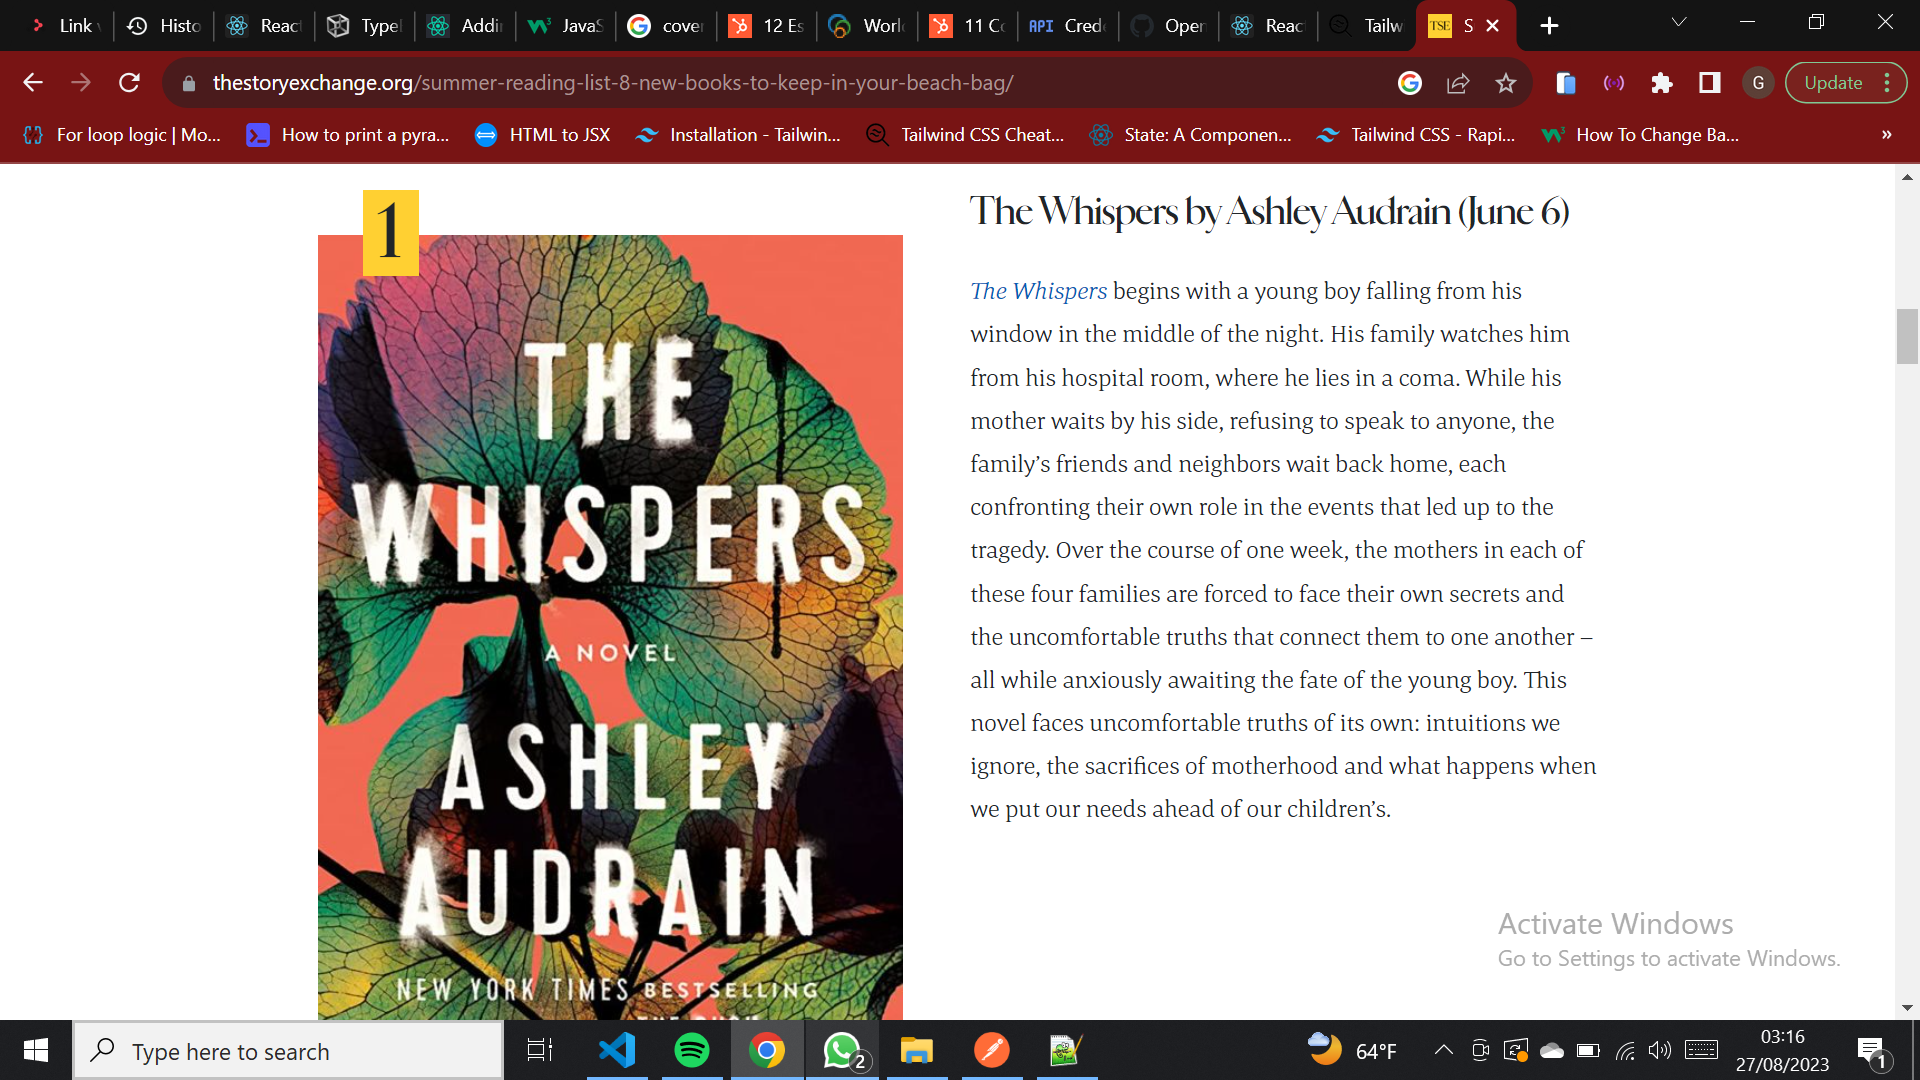 Link
Histo
React
Typel
Addi
JavaS
cover
12 Es
Worl
11 Co
API Cred
Open
Reac
Tailw
TSE S
thestoryexchange.org/summer-reading-list-8-new-books-to-keep-in-your-beach-bag/
G
Update
For loop logic | Mo...
How to print a pyra...
HTML to JSX
Installation - Tailwin...
Tailwind CSS Cheat...
State: A Componen...
Tailwind CSS - Rapi...
How To Change Ba...
»
1
THE
WHISPERS
A NOVEL
ASHLEY
AUDRAIN
NEW YORK TIMES BESTSELLING
The Whispers by Ashley Audrain (June 6)
The Whispers begins with a young boy falling from his
window in the middle of the night. His family watches him
from his hospital room, where he lies in a coma. While his
mother waits by his side, refusing to speak to anyone, the
family’s friends and neighbors wait back home, each
confronting their own role in the events that led up to the
tragedy. Over the course of one week, the mothers in each of
these four families are forced to face their own secrets and
the uncomfortable truths that connect them to one another –
all while anxiously awaiting the fate of the young boy. This
novel faces uncomfortable truths of its own: intuitions we
ignore, the sacrifices of motherhood and what happens when
we put our needs ahead of our children’s.
Activate Windows
Go to Settings to activate Windows.
Type here to search
2
64°F
03:16
27/08/2023
1